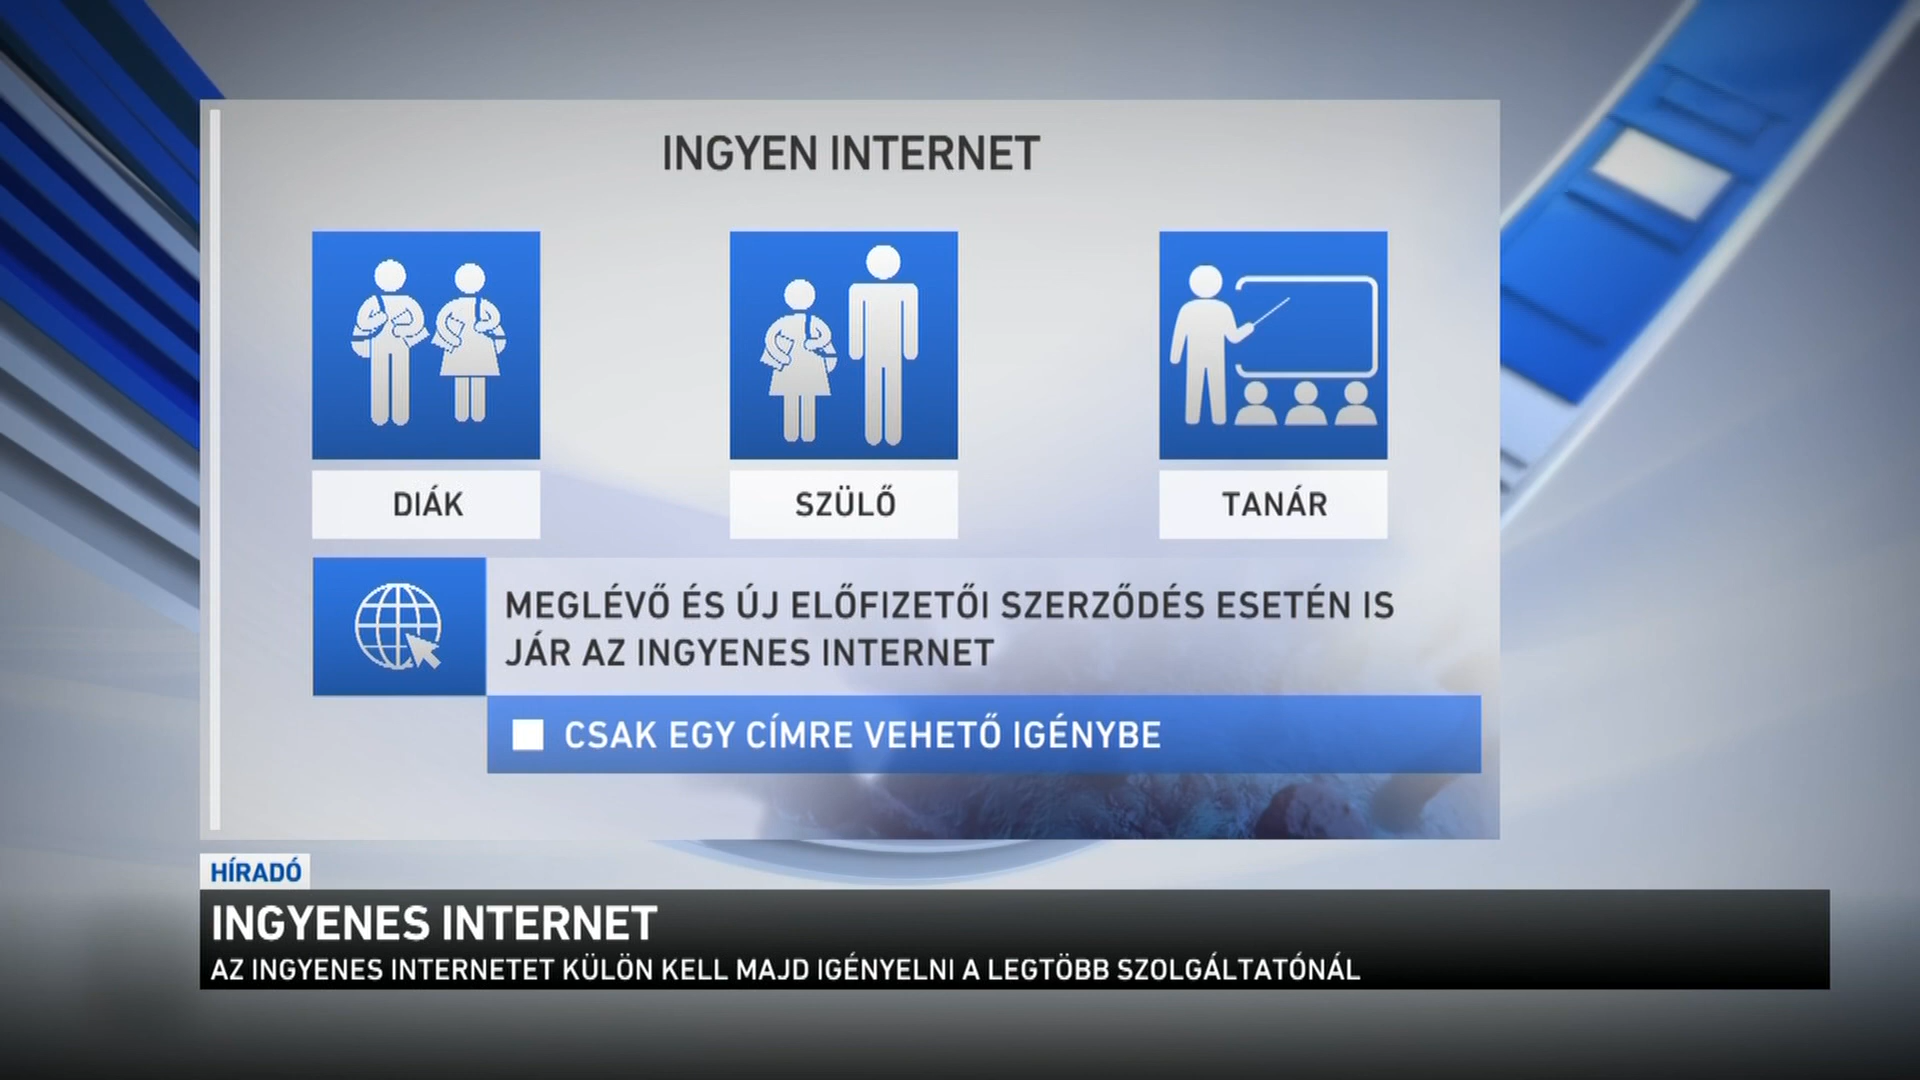 INGYEN INTERNET
DIÁK
SZÜLŐ
TANÁR
MEGLÉVŐ ÉS ÚJ ELŐFIZETŐI SZERZŐDÉS ESETÉN IS
JÁR AZ INGYENES INTERNET
CSAK EGY CÍMRE VEHETŐ IGÉNYBE
HÍRADÓ
INGYENES INTERNET
AZ INGYENES INTERNETET KÜLÖN KELL MAJD IGÉNYELNI A LEGTÖBB SZOLGÁLTATÓNÁL